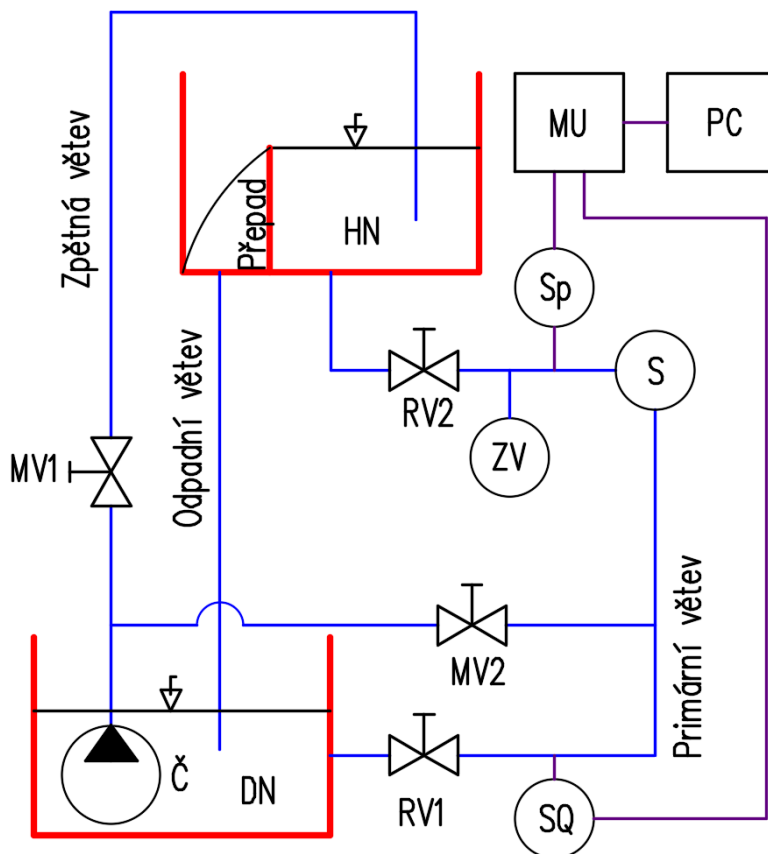 Zpětná větev
MU
PC
Přepad
HN
Sp
S
RV2
ZV
MV1
Odpadní větev
MV2
Primární větev
Č
DN
RV1
SQ